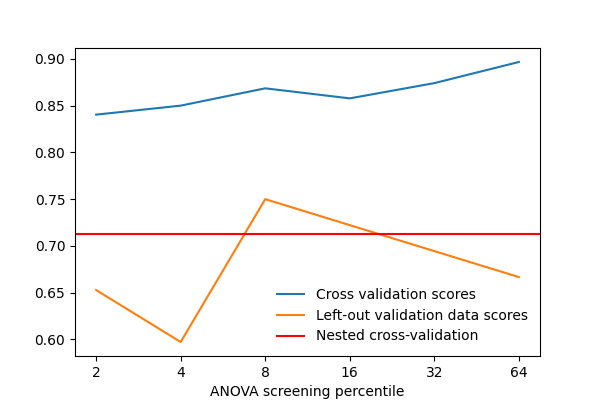 0.90
0.85
0.80
0.75
0.70
0.65
0.60
Cross validation scores
Left-out validation data scores
Nested cross-validation
2 4 8 16 32 64
ANOVA screening percentile